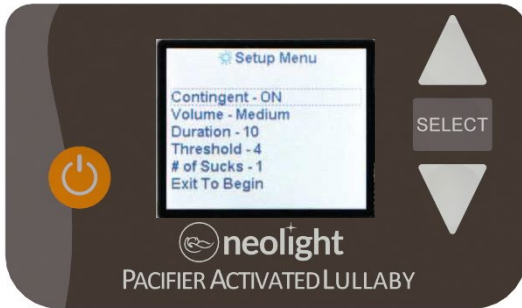 Setup Menu
Contingent - ON
Volume - Medium
Duration - 10
Threshold - 4
# of Sucks - 1
Exit To Begin
SELECT
neolight
PACIFIER ACTIVATED LULLABY